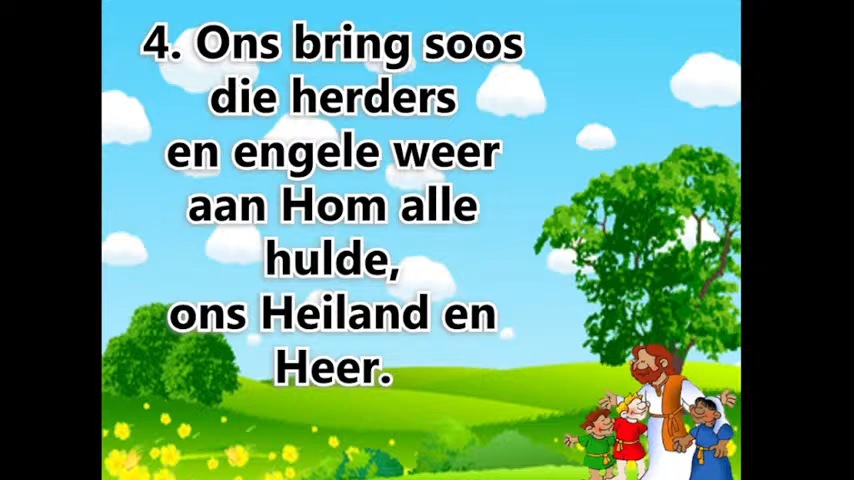 4. Ons bring soos
die herders
en engele weer
aan Hom alle
hulde,
ons Heiland en
Heer.